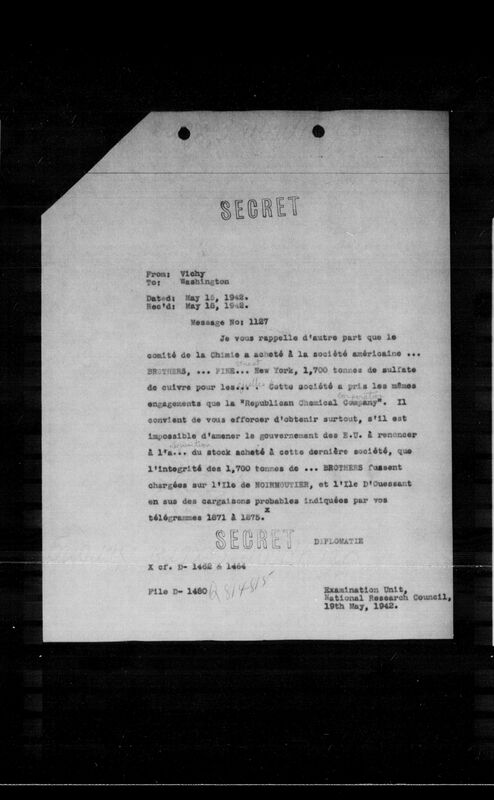 SECRET
From: Vichy
To: Washington
Dated: May 15, 1942.
Rec'd: May 18, 1942.
Message No: 1127
Je vous rappelle d'autre part que le
comité de la Chimie a acheté à la société américaine ...
BROTHERS, ... PINE... New York, 1,700 tonnes de sulfate
de cuivre pour les.... Cette société a pris les mêmes
engagements que la "Republican Chemical Company". Il
convient de vous efforcer d'obtenir surtout, s'il est
impossible d'amener le gouvernement des E.U. à renoncer
à l'a... du stock acheté à cette dernière société, que
l'integrité des 1,700 tonnes de ... BROTHERS fussent
chargées sur l'Ile de NOIRMOUTIER, et l'Ile D'Ouessant
en sus des cargaisons probables indiquées par vos
télégrammes 1871 à 1875.x
SECRET
DIPLOMATIE
X cf. D- 1462 & 1464
File D- 1480
Examination Unit,
National Research Council,
19th May, 1942.